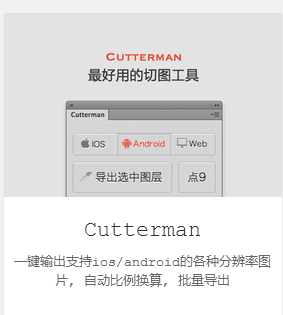 CUTTERMAN
最好用的切图工具
Cutterman
IOS Android Web
导出选中图层 点9
Cutterman
一键输出支持ios/android的各种分辨率图
片, 自动比例换算, 批量导出